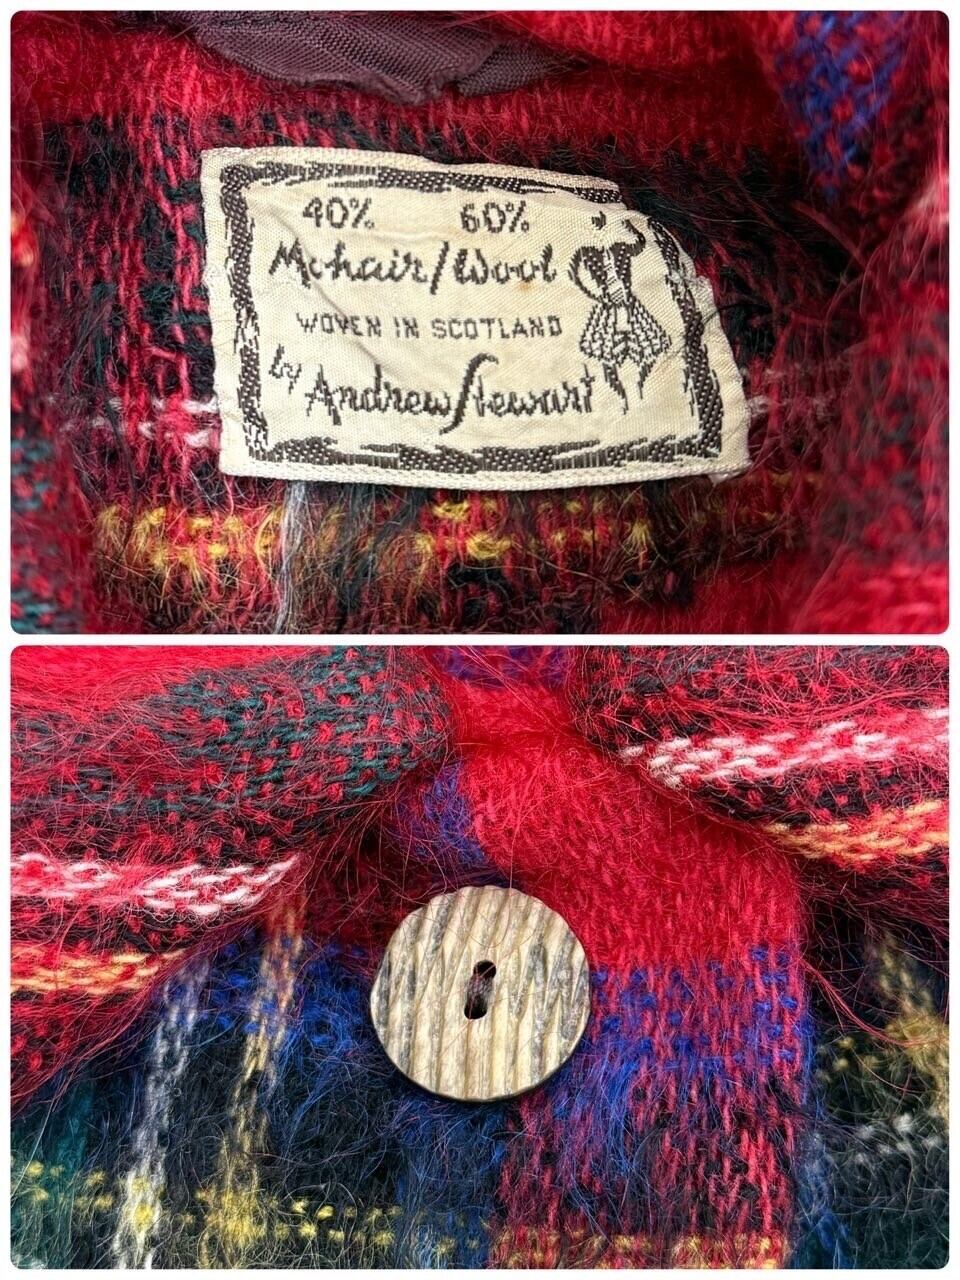 40% 60%
Mohair/Wool
WOVEN IN SCOTLAND
by Andrew Stewart